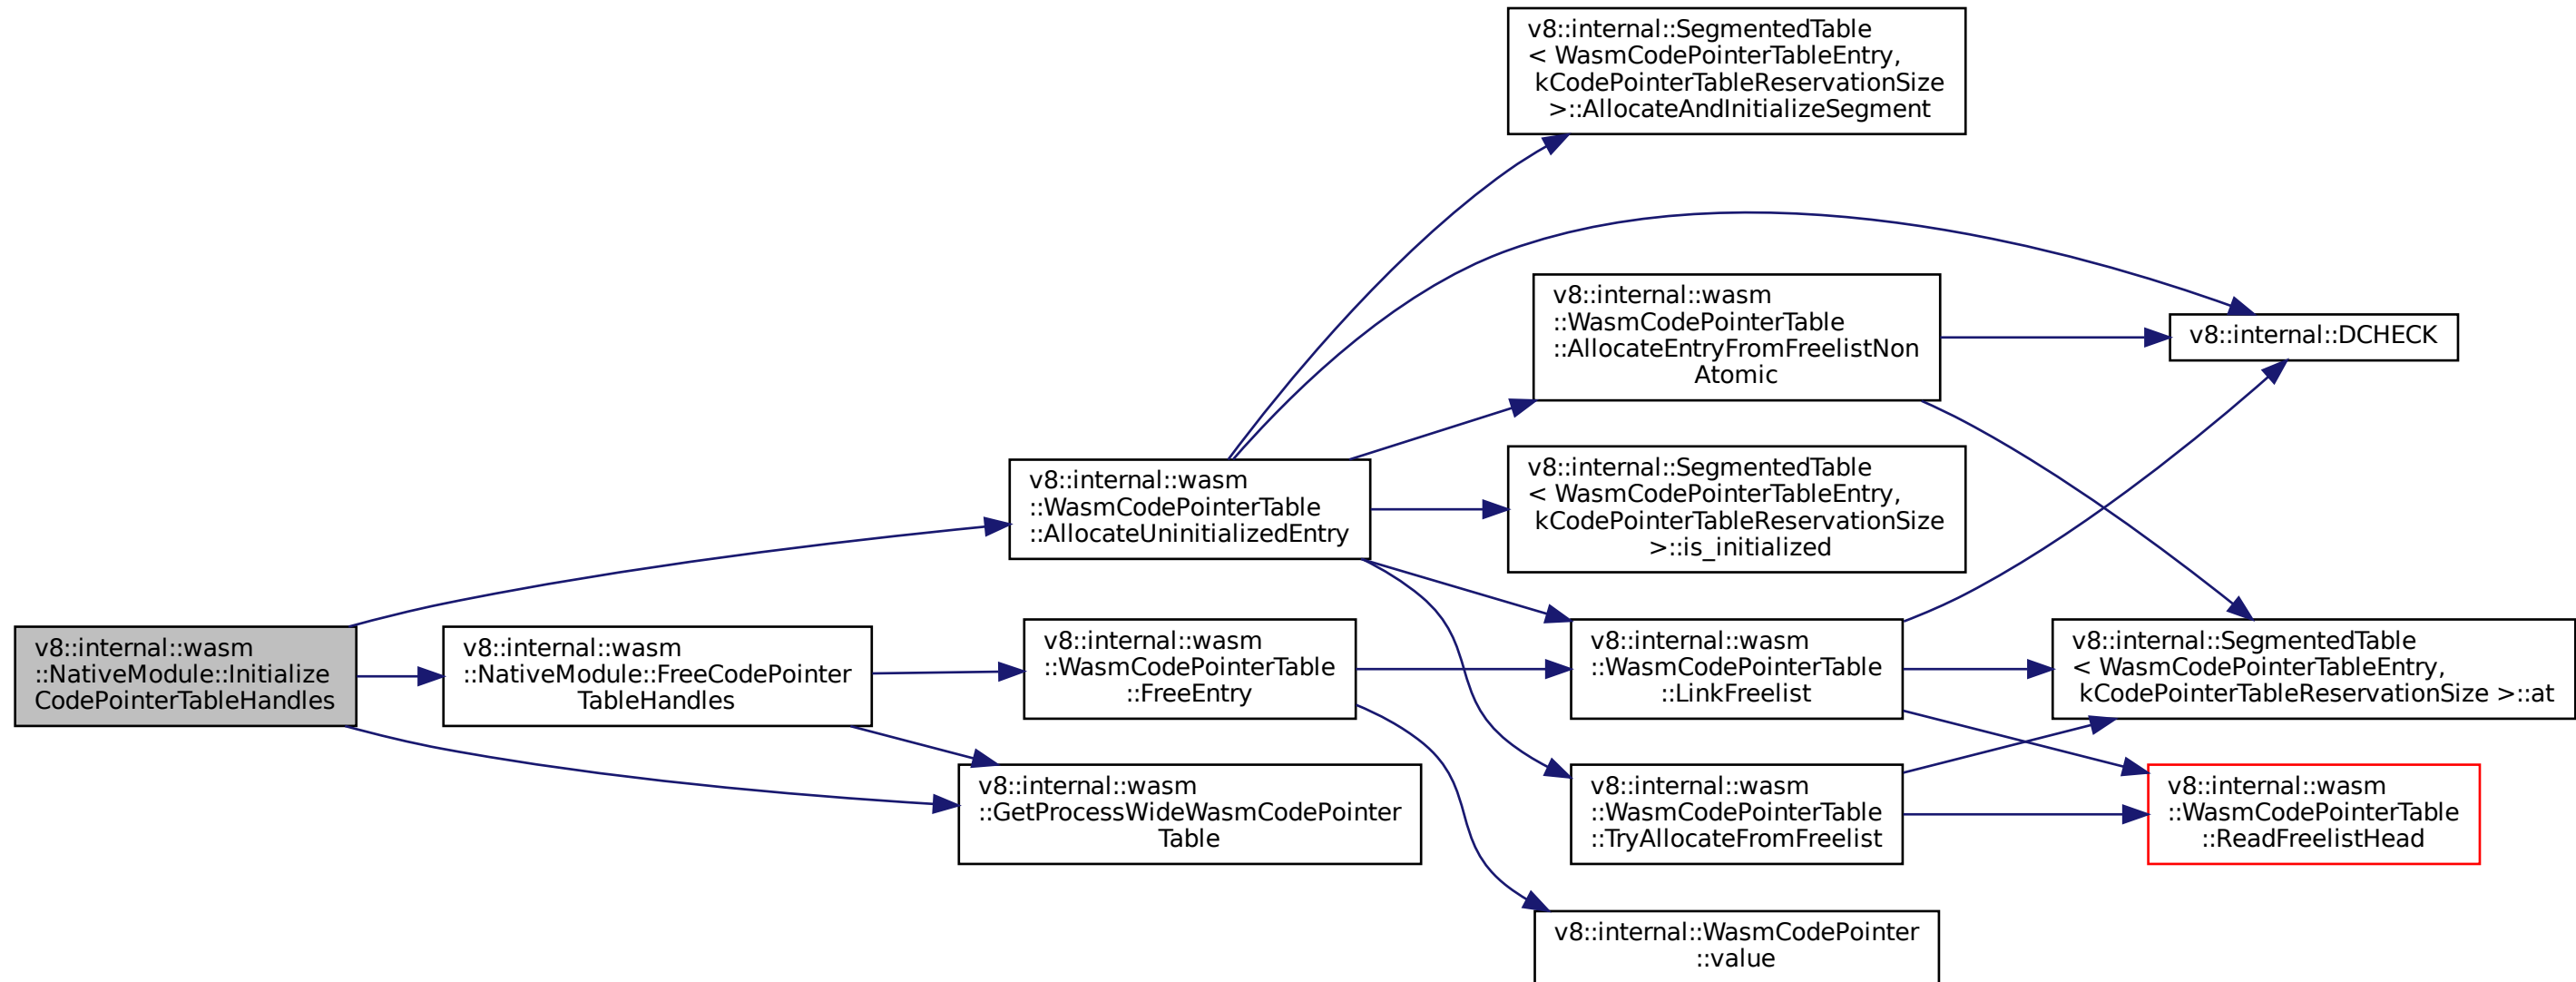 v8::internal::SegmentedTable
< WasmCodePointerTableEntry,
kCodePointerTableReservationSize
>::AllocateAndInitializeSegment
v8::internal::wasm
::WasmCodePointerTable
::AllocateEntryFromFreelistNon
Atomic
v8::internal::DCHECK
v8::internal::wasm
::WasmCodePointerTable
::AllocateUninitializedEntry
v8::internal::SegmentedTable
< WasmCodePointerTableEntry,
kCodePointerTableReservationSize
>::is_initialized
v8::internal::wasm
::NativeModule::Initialize
CodePointerTableHandles
v8::internal::wasm
::NativeModule::FreeCodePointer
TableHandles
v8::internal::wasm
::WasmCodePointerTable
::FreeEntry
v8::internal::wasm
::WasmCodePointerTable
::LinkFreelist
v8::internal::SegmentedTable
< WasmCodePointerTableEntry,
kCodePointerTableReservationSize >::at
v8::internal::wasm
::GetProcessWideWasmCodePointer
Table
v8::internal::wasm
::WasmCodePointerTable
::TryAllocateFromFreelist
v8::internal::wasm
::WasmCodePointerTable
::ReadFreelistHead
v8::internal::WasmCodePointer
::value